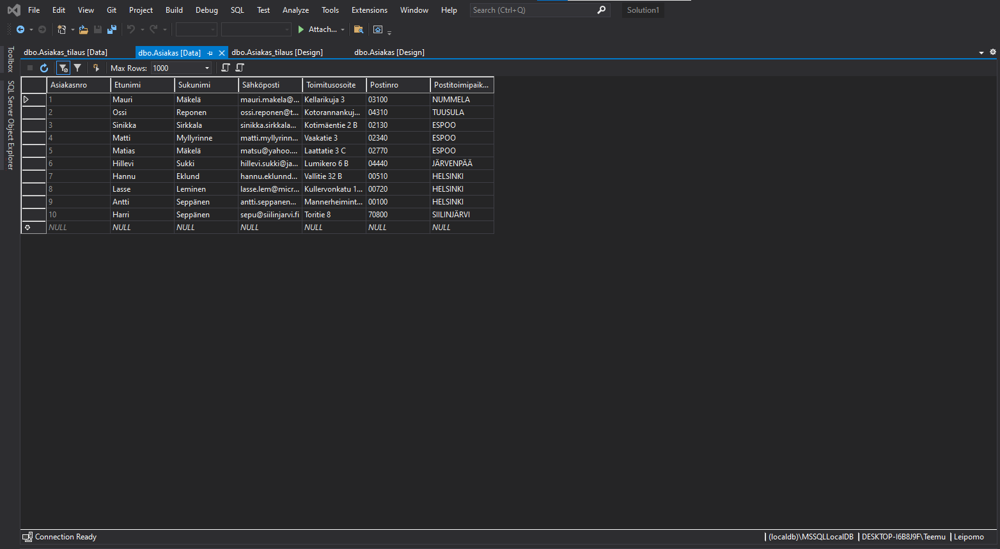 File Edit View Git Project Build Debug SQL Test Analyze Tools Extensions Window Help Search (Ctrl+Q) Solution1
Attach...
dbo.Asiakas_tilaus [Data] dbo.Asiakas [Data] dbo.Asiakas_tilaus [Design] dbo.Asiakas [Design]
Toolbox
SQL Server Object Explorer
Max Rows: 1000
Asiakasnro Etunimi Sukunimi Sähköposti Toimitusosoite Postinro Postitoimipaik...
1 Mauri Mäkelä mauri.makela@... Kellarikuja 3 03100 NUMMELA
2 Ossi Reponen ossi.reponen@t... Kotorannankuj... 04310 TUUSULA
3 Sinikka Sirkkala sinikka.sirkkala... Kotimäentie 2 B 02130 ESPOO
4 Matti Myllyrinne matti.myllyrinn... Vaakatie 3 02340 ESPOO
5 Matias Mäkelä matsu@yahoo.... Laattatie 3 C 02770 ESPOO
6 Hillevi Sukki hillevi.sukki@ja... Lumikero 6 B 04440 JÄRVENPÄÄ
7 Hannu Eklund hannu.eklunnd... Vallitie 32 B 00510 HELSINKI
8 Lasse Leminen lasse.lem@micr... Kullervonkatu 1... 00720 HELSINKI
9 Antti Seppänen antti.seppanen... Mannerheimint... 00100 HELSINKI
10 Harri Seppänen sepu@siilinjarvi.fi Toritie 8 70800 SIILINJÄRVI
NULL NULL NULL NULL NULL NULL NULL
Connection Ready (localdb)\MSSQLLocalDB DESKTOP-I6B8J9F\Teemu Leipomo